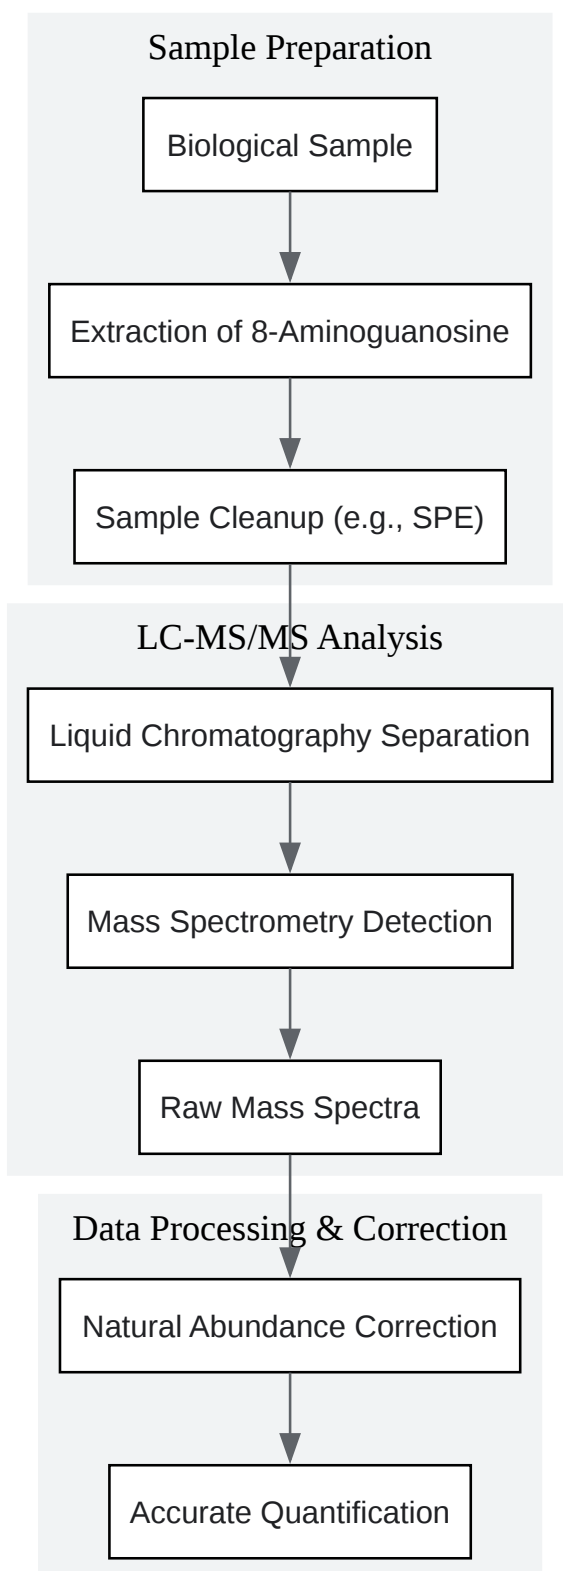 Sample Preparation
Biological Sample
Extraction of 8-Aminoguanosine
Sample Cleanup (e.g., SPE)
LC-MS/MS Analysis
Liquid Chromatography Separation
Mass Spectrometry Detection
Raw Mass Spectra
Data Processing & Correction
Natural Abundance Correction
Accurate Quantification